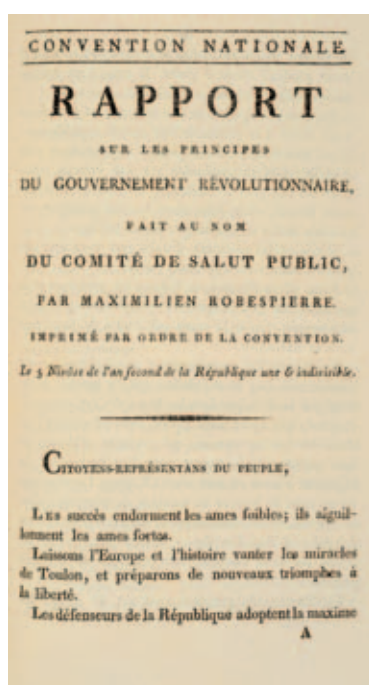 CONVENTION NATIONALE.
RAPPORT
SUR LES PRINCIPES
DU GOUVERNEMENT RÉVOLUTIONNAIRE,
FAIT AU NOM
DU COMITÉ DE SALUT PUBLIC,
PAR MAXIMILIEN ROBESPIERRE.
IMPRIMÉ PAR ORDRE DE LA CONVENTION.
Le 5 Nivôse de l'an second de la République une & indivisible.
CITOYENS-REPRÉSENTANS DU PEUPLE,
LES succès endorment les ames foibles; ils aiguil-
lonnent les ames fortes.
Laissons l'Europe et l'histoire vanter les miracles
de Toulon, et préparons de nouveaux triomphes à
la liberté.
Les défenseurs de la République adoptent la maxime
A